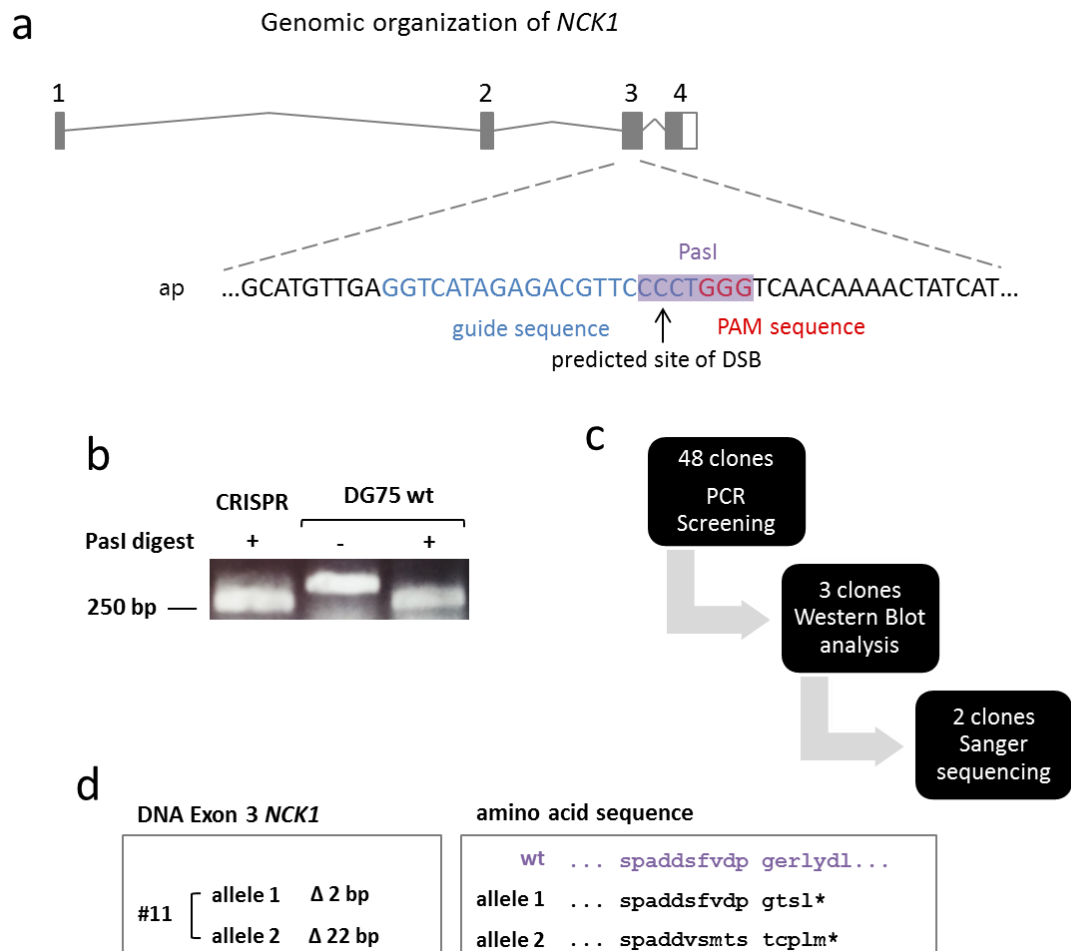 a
Genomic organization of NCK1
1 2 3 4
PasI
ap ...GCATGTTGAGGTCATAGAGACGTTCCCCTGGGTCAACAAAACTATCAT...
guide sequence PAM sequence
predicted site of DSB
b
CRISPR DG75 wt
PasI digest + - +
250 bp
c
48 clones
PCR
Screening
3 clones
Western Blot
analysis
2 clones
Sanger
sequencing
d
DNA Exon 3 NCK1
#11
allele 1 Δ 2 bp
allele 2 Δ 22 bp
amino acid sequence
wt ... spaddsfvdp gerlydl...
allele 1 ... spaddsfvdp gtsl*
allele 2 ... spaddvsmts tcplm*